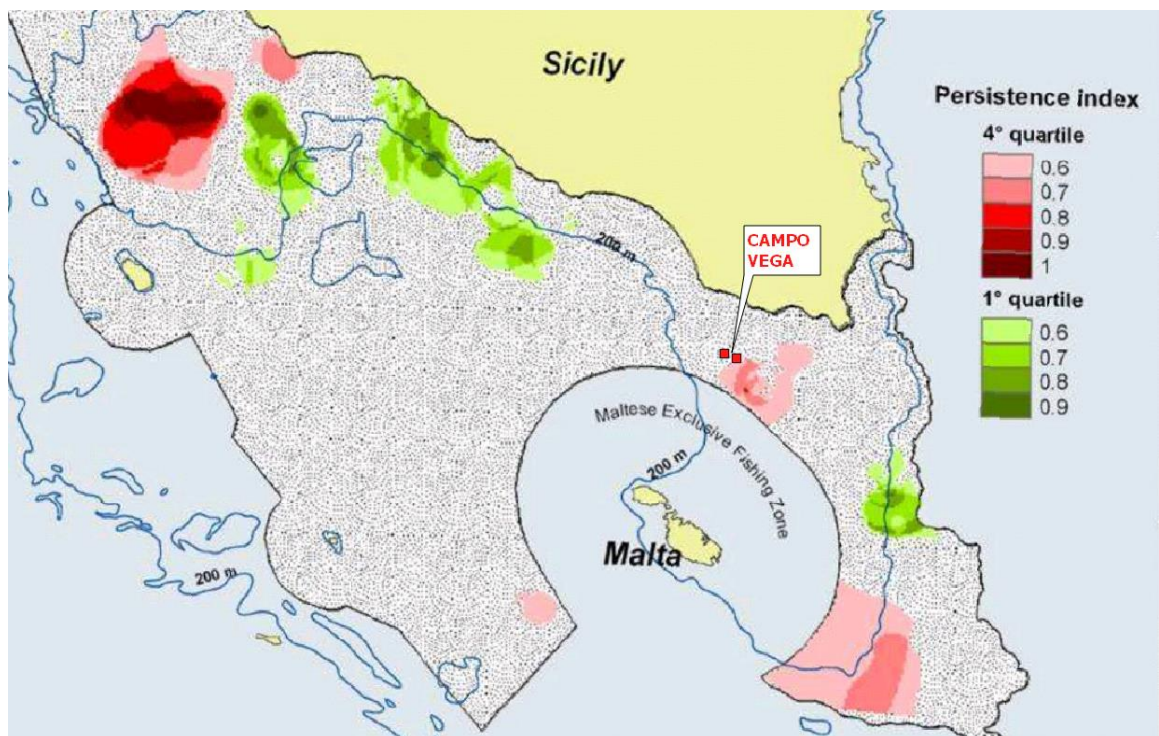 Sicily
Persistence index
4° quartile
0.6
0.7
0.8
0.9
1
1° quartile
0.6
0.7
0.8
0.9
CAMPO
VEGA
200 m
Maltese Exclusive Fishing Zone
200 m
Malta
200 m